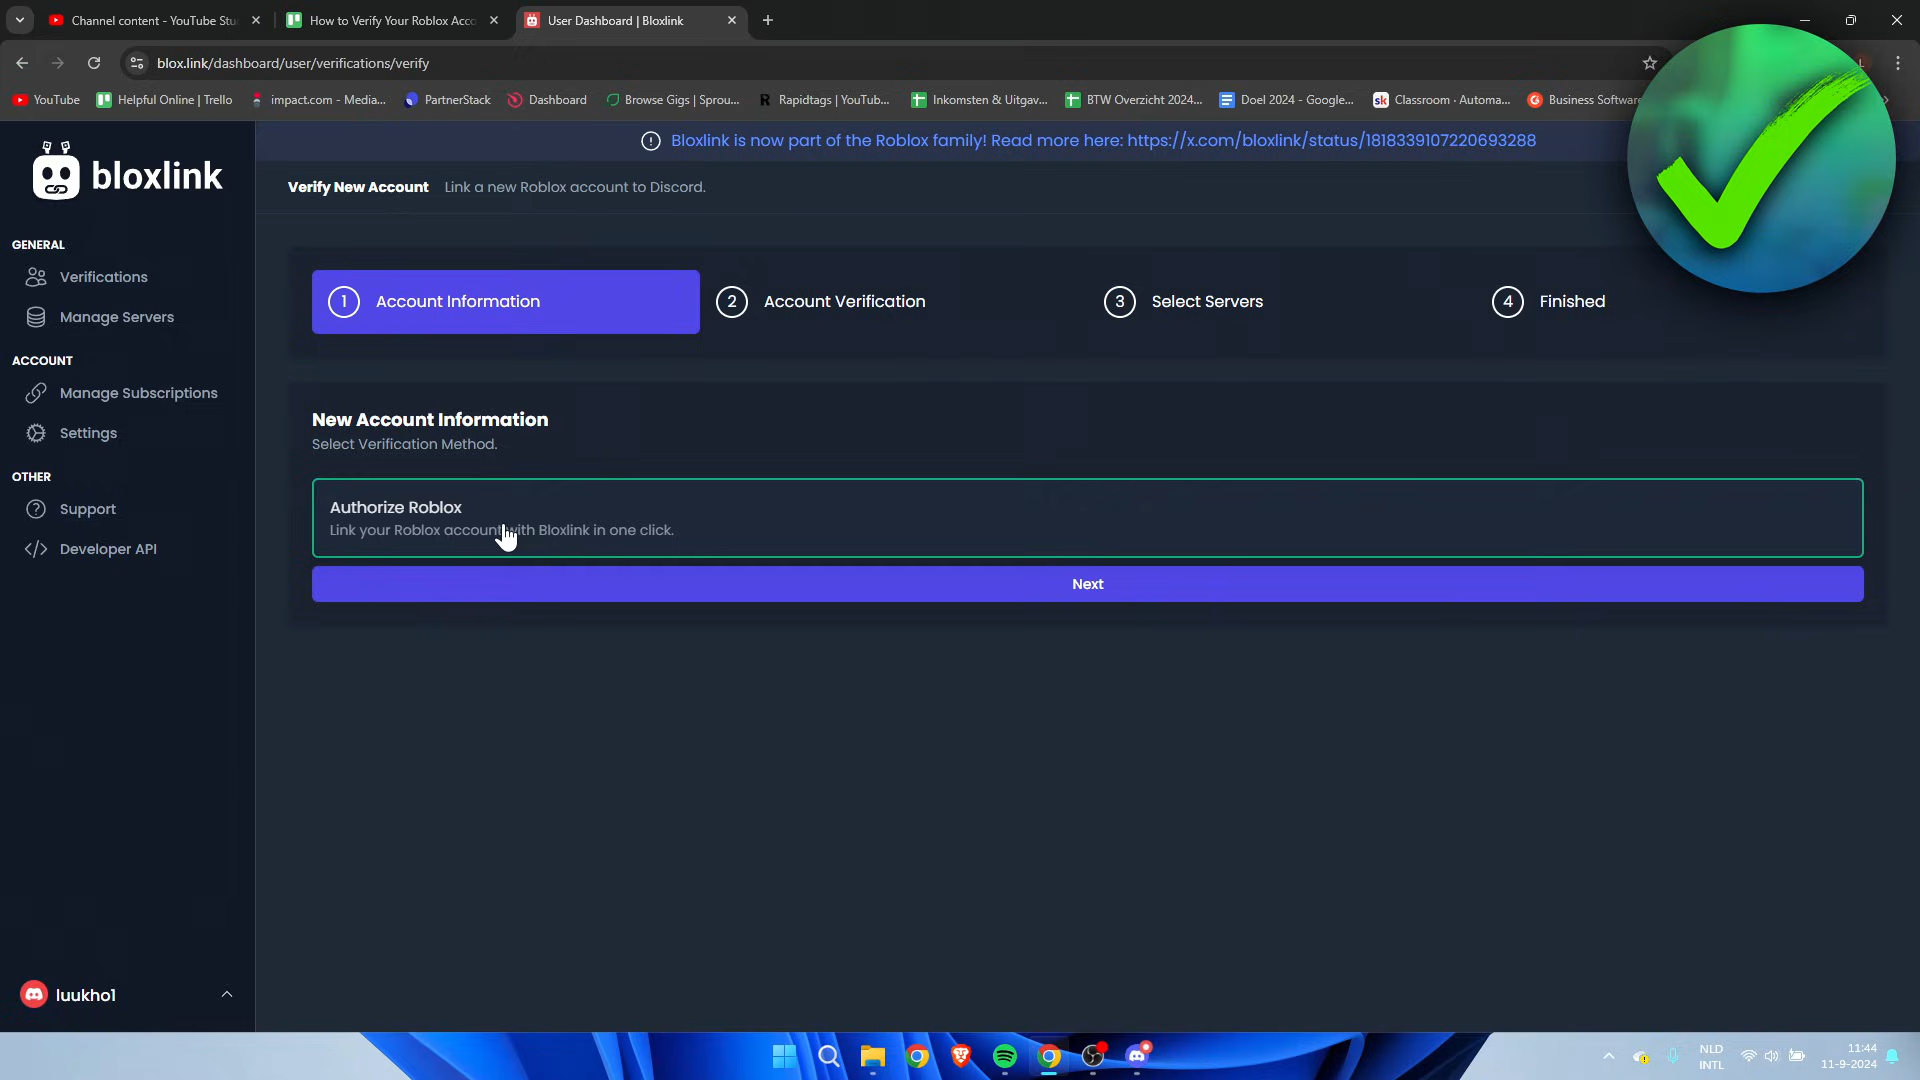 Channel content - YouTube Stu
How to Verify Your Roblox Acco
User Dashboard | Bloxlink
blox.link/dashboard/user/verifications/verify
YouTube
Helpful Online | Trello
impact.com - Media...
PartnerStack
Dashboard
Browse Gigs | Sprou...
Rapidtags | YouTub...
Inkomsten & Uitgav...
BTW Overzicht 2024...
Doel 2024 - Google...
Classroom · Automa...
Business Software
bloxlink
Bloxlink is now part of the Roblox family! Read more here: https://x.com/bloxlink/status/1818339107220693288
Verify New Account Link a new Roblox account to Discord.
GENERAL
Verifications
Manage Servers
ACCOUNT
Manage Subscriptions
Settings
OTHER
Support
Developer API
1 Account Information
2 Account Verification
3 Select Servers
4 Finished
New Account Information
Select Verification Method.
Authorize Roblox
Link your Roblox account with Bloxlink in one click.
Next
luukho1
NLD
INTL
11:44
11-9-2024